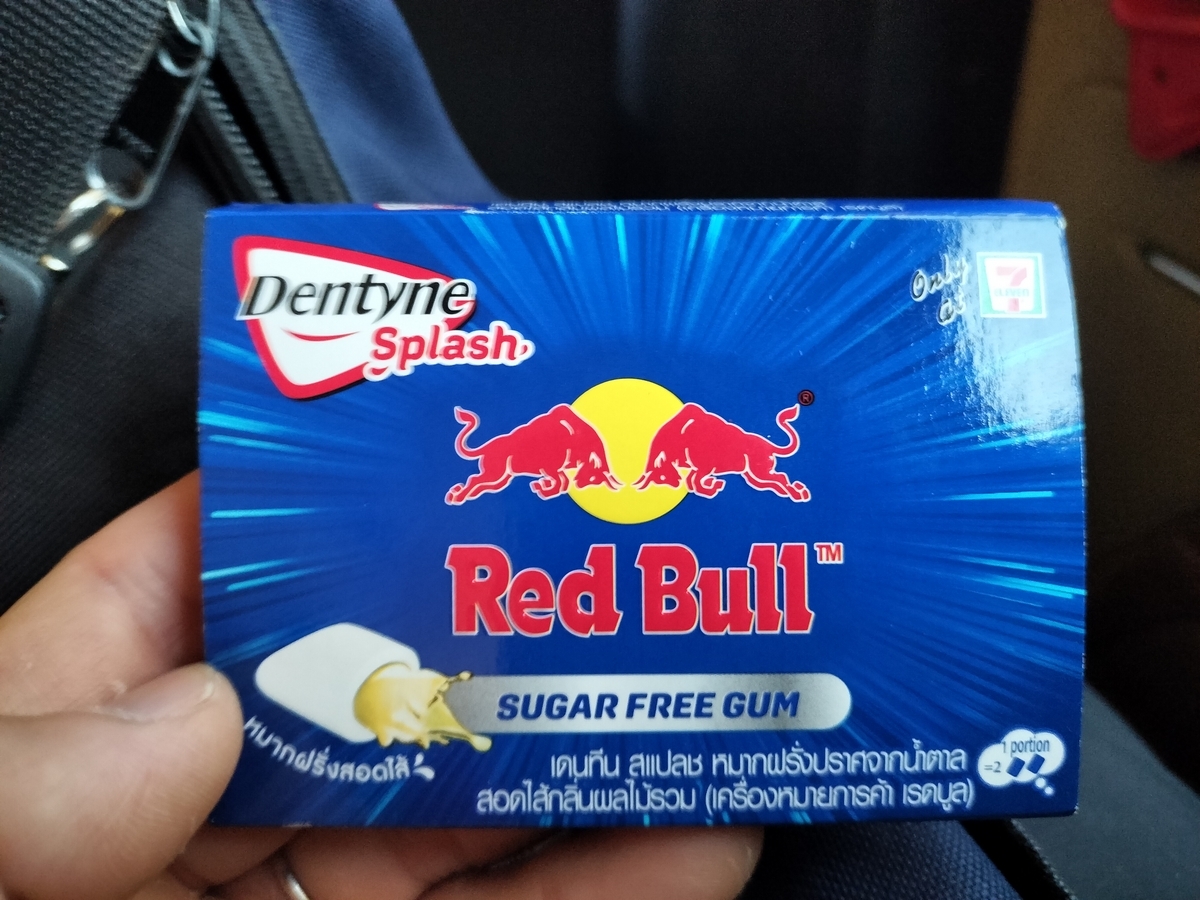 Dentyne
Splash
Only
at
7
ELEVEN
®
Red Bull™
SUGAR FREE GUM
หมากฝรั่งสอดไส้
เดนทีน สแปลช หมากฝรั่งปราศจากน้ำตาล
สอดไส้กลิ่นผลไม้รวม (เครื่องหมายการค้า เรดบูล)
1 portion
=2